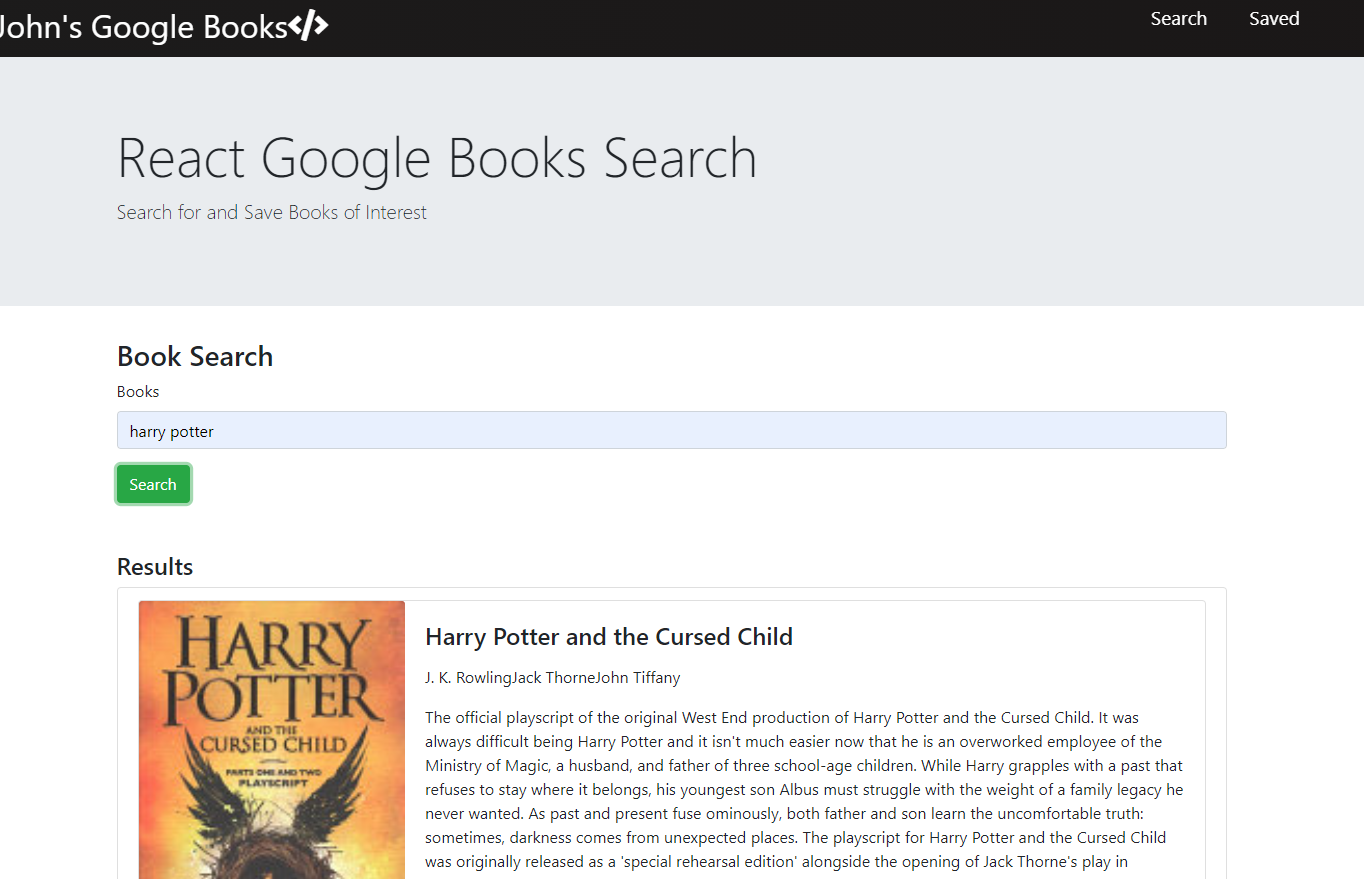 John's Google Books</>
Search
Saved
React Google Books Search
Search for and Save Books of Interest
Book Search
Books
harry potter
Search
Results
HARRY
POTTER
AND THE
CURSED CHILD
PARTS ONE AND TWO
PLAYSCRIPT
Harry Potter and the Cursed Child
J. K. RowlingJack ThorneJohn Tiffany
The official playscript of the original West End production of Harry Potter and the Cursed Child. It was
always difficult being Harry Potter and it isn't much easier now that he is an overworked employee of the
Ministry of Magic, a husband, and father of three school-age children. While Harry grapples with a past that
refuses to stay where it belongs, his youngest son Albus must struggle with the weight of a family legacy he
never wanted. As past and present fuse ominously, both father and son learn the uncomfortable truth:
sometimes, darkness comes from unexpected places. The playscript for Harry Potter and the Cursed Child
was originally released as a 'special rehearsal edition' alongside the opening of Jack Thorne's play in